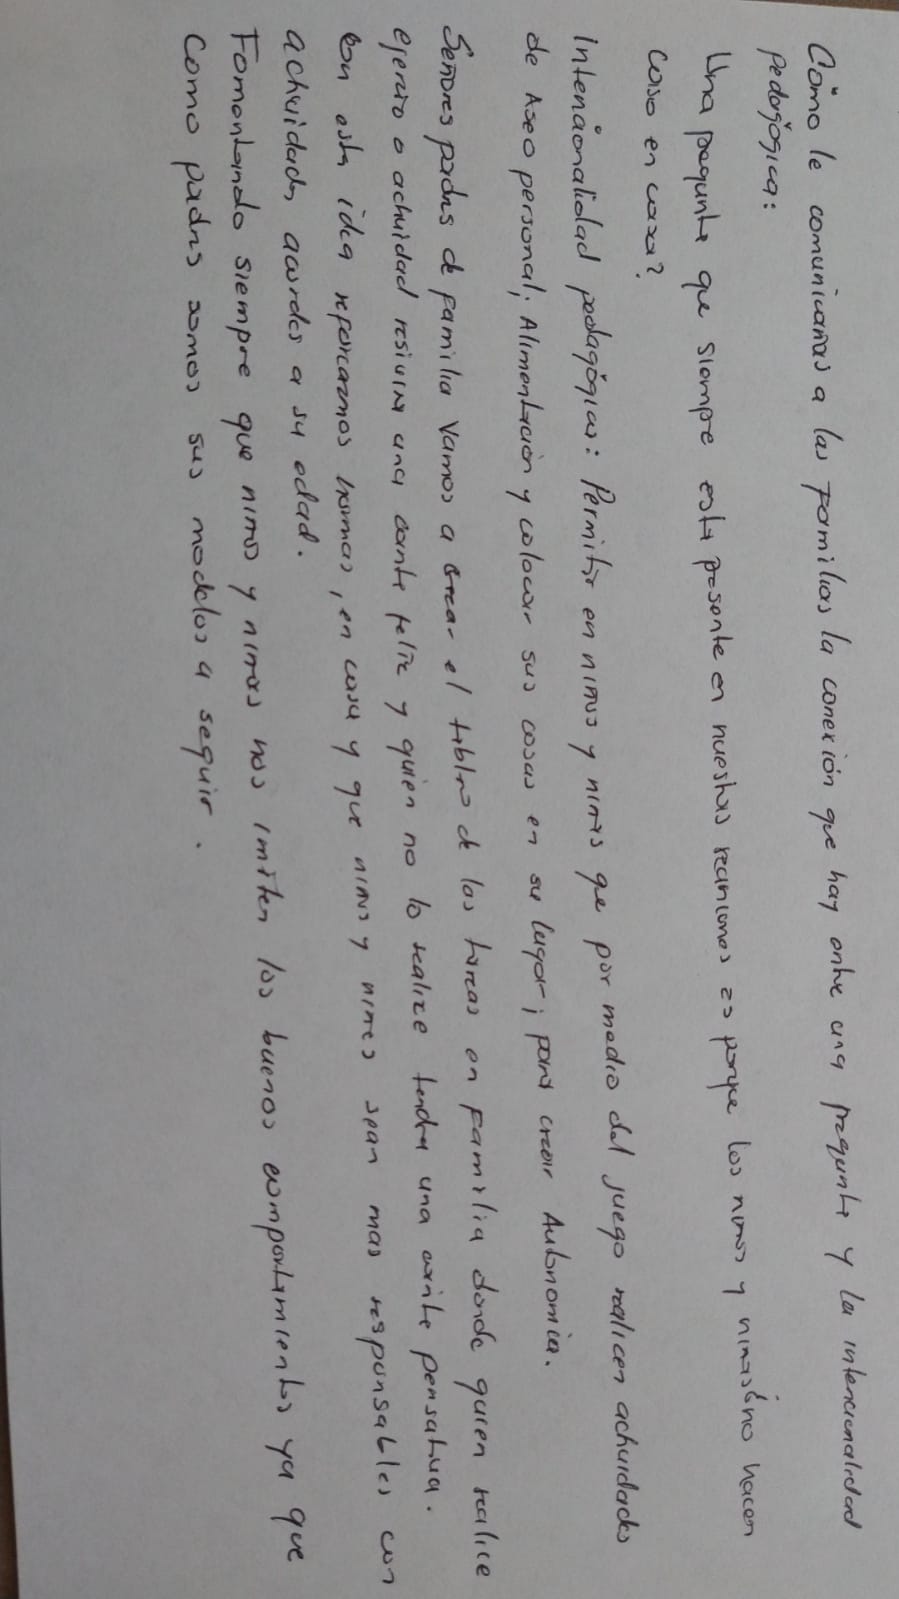 Cómo le comunicarías a las familias la conexión que hay entre una pregunta y la intencionalidad
pedagógica:
Una pregunta que siempre esta presente en nuestras reuniones es porque los niños y niñas no hacen
caso en casa?
Intencionalidad pedagógica: Permitir en niños y niñas que por medio del juego realicen actividades
de Aseo personal, Alimentación y colocar sus cosas en su lugar; para crear Autonomia.
Señores padres de familia Vamos a crear el tablero de las tareas en familia donde quien realice
ejercicio o actividad resivira una carita feliz y quien no lo realice tendra una carita pensativa.
Con esta idea reforzamos normas, en casa y que niños y niñas sean mas responsables con
actividades acordes a su edad.
Fomentando siempre que niños y niñas nos imiten los buenos comportamientos ya que
como padres somos sus modelos a seguir.